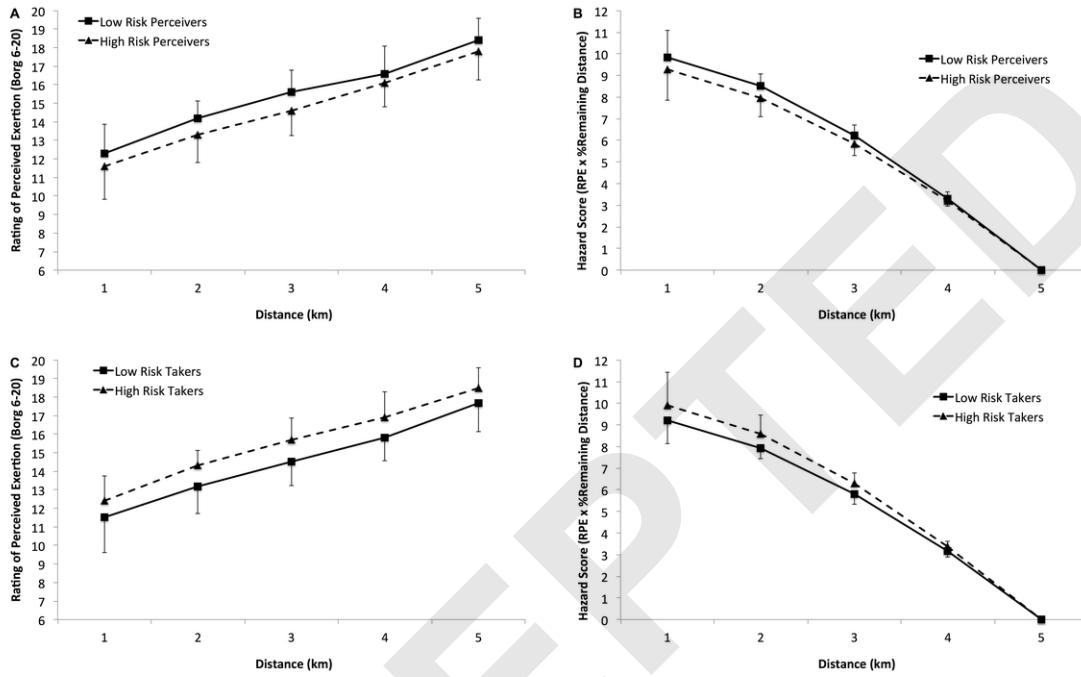 A
Low Risk Perceivers
High Risk Perceivers
Rating of Perceived Exertion (Borg 6-20)
20
19
18
17
16
15
14
13
12
11
10
9
8
7
6
1 2 3 4 5
Distance (km)
B
Low Risk Perceivers
High Risk Perceivers
Hazard Score (RPE x %Remaining Distance)
12
11
10
9
8
7
6
5
4
3
2
1
0
1 2 3 4 5
Distance (km)
C
Low Risk Takers
High Risk Takers
Rating of Perceived Exertion (Borg 6-20)
20
19
18
17
16
15
14
13
12
11
10
9
8
7
6
1 2 3 4 5
Distance (km)
D
Low Risk Takers
High Risk Takers
Hazard Score (RPE x %Remaining Distance)
12
11
10
9
8
7
6
5
4
3
2
1
0
1 2 3 4 5
Distance (km)
EPTED